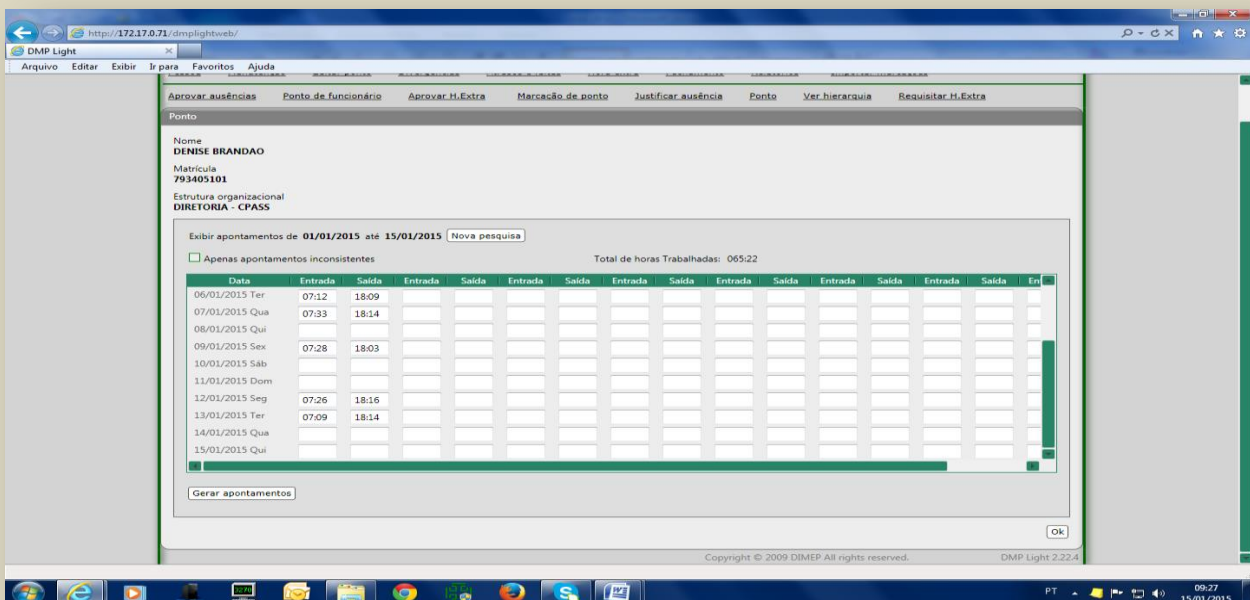 http://172.17.0.71/dmplightweb/
DMP Light
Arquivo Editar Exibir Ir para Favoritos Ajuda
Aprovar ausências Ponto de funcionário Aprovar H.Extra Marcação de ponto Justificar ausência Ponto Ver hierarquia Requisitar H.Extra
Ponto
Nome
DENISE BRANDAO
Matrícula
793405101
Estrutura organizacional
DIRETORIA - CPASS
Exibir apontamentos de 01/01/2015 até 15/01/2015 Nova pesquisa
Apenas apontamentos inconsistentes Total de horas Trabalhadas: 065:22
Data Entrada Saída Entrada Saída Entrada Saída Entrada Saída Entrada Saída Entrada Saída Entrada Saída En
06/01/2015 Ter 07:12 18:09
07/01/2015 Qua 07:33 18:14
08/01/2015 Qui
09/01/2015 Sex 07:28 18:03
10/01/2015 Sáb
11/01/2015 Dom
12/01/2015 Seg 07:26 18:16
13/01/2015 Ter 07:09 18:14
14/01/2015 Qua
15/01/2015 Qui
Gerar apontamentos
Ok
Copyright © 2009 DIMEP All rights reserved. DMP Light 2.22.4
3270
PT 09:27
15/01/2015